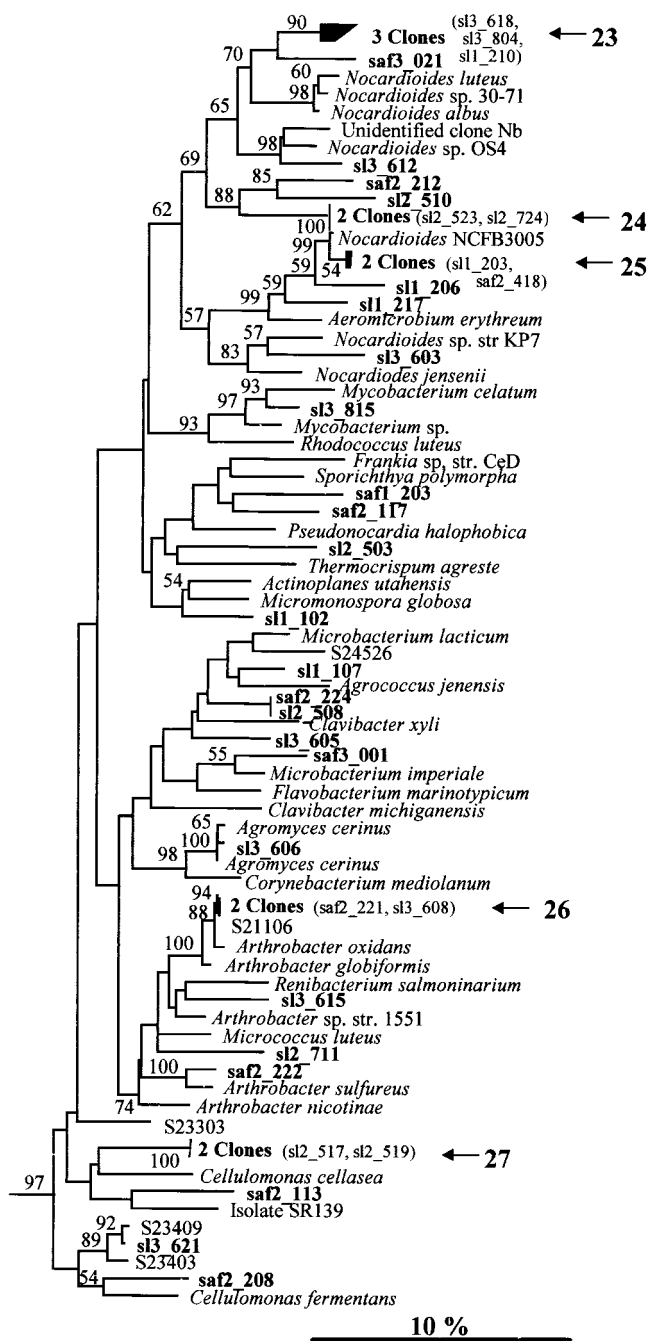 90
3 Clones (sl3_618, sl3_804, sl1_210) 23
70
saf3_021
60
Nocardioides luteus
98
Nocardioides sp. 30-71
65
Nocardioides albus
Unidentified clone Nb
98
Nocardioides sp. OS4
69
sl3_612
85
saf2_212
88
sl2_510
62
2 Clones (sl2_523, sl2_724) 24
100
Nocardioides NCFB3005
99
54
2 Clones (sl1_203, saf2_418) 25
59
sl1_206
59
sl1_217
99
Aeromicrobium erythreum
57
57
Nocardioides sp. str KP7
83
sl3_603
Nocardiodes jensenii
93
Mycobacterium celatum
97
sl3_815
93
Mycobacterium sp.
Rhodococcus luteus
Frankia sp, str. CeD
Sporichthya polymorpha
saf1_203
saf2_117
Pseudonocardia halophobica
sl2_503
Thermocrispum agreste
54
Actinoplanes utahensis
Micromonospora globosa
sl1_102
Microbacterium lacticum
S24526
sl1_107
Agrococcus jenensis
saf2_224
sl2_508
Clavibacter xyli
sl3_605
saf3_001
55
Microbacterium imperiale
Flavobacterium marinotypicum
Clavibacter michiganensis
65
Agromyces cerinus
100
sl3_606
98
Agromyces cerinus
Corynebacterium mediolanum
94
2 Clones (saf2_221, sl3_608) 26
88
S21106
100
Arthrobacter oxidans
Arthrobacter globiformis
Renibacterium salmoninarium
sl3_615
Arthrobacter sp. str. 1551
Micrococcus luteus
sl2_711
100
saf2_222
Arthrobacter sulfureus
74
Arthrobacter nicotinae
S23303
2 Clones (sl2_517, sl2_519) 27
100
Cellulomonas cellasea
97
saf2_113
Isolate SR139
92
S23409
89
sl3_621
S23403
54
saf2_208
Cellulomonas fermentans
10 %